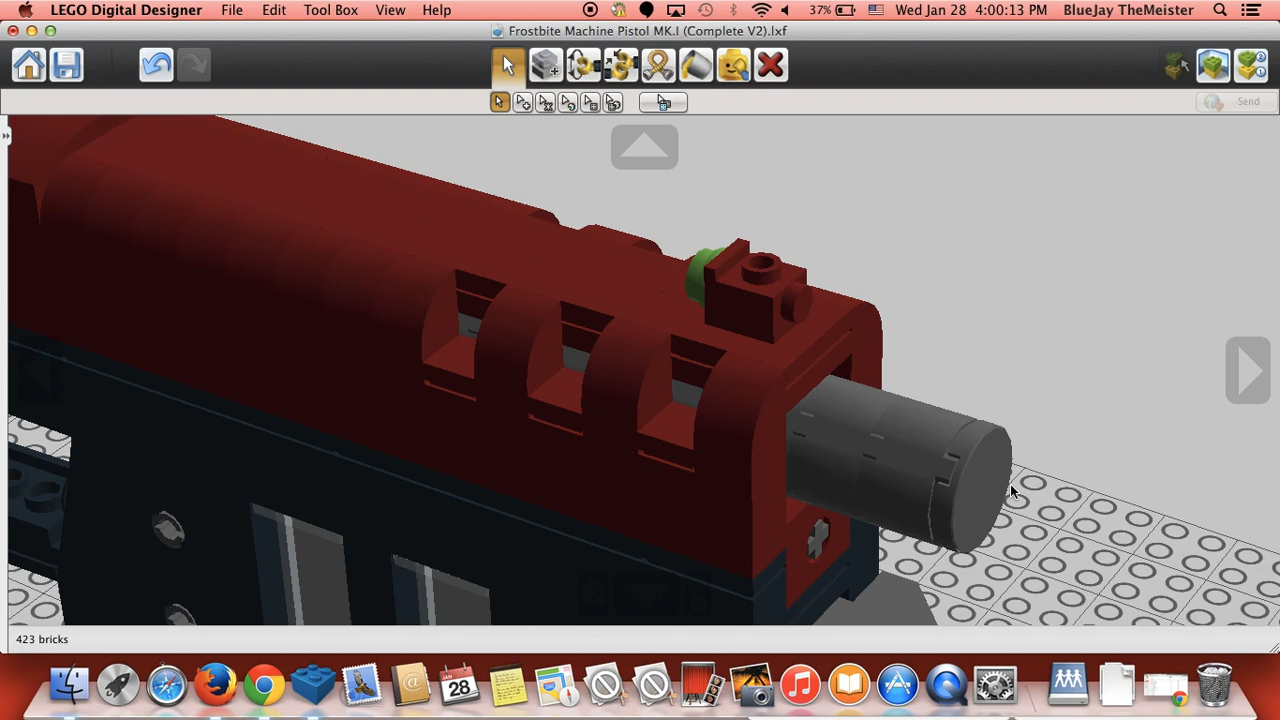 LEGO Digital Designer File Edit Tool Box View Help 37% Wed Jan 28 4:00:13 PM BlueJay TheMeister
Frostbite Machine Pistol MK.I (Complete V2).lxf
Send
423 bricks
JAN
28